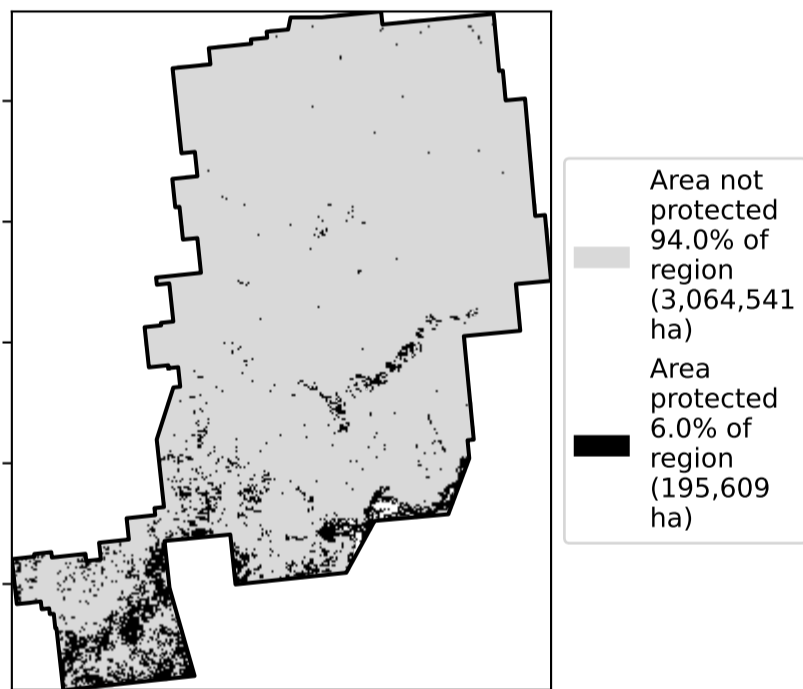 Area not
protected
94.0% of
region
(3,064,541
ha)
Area
protected
6.0% of
region
(195,609
ha)